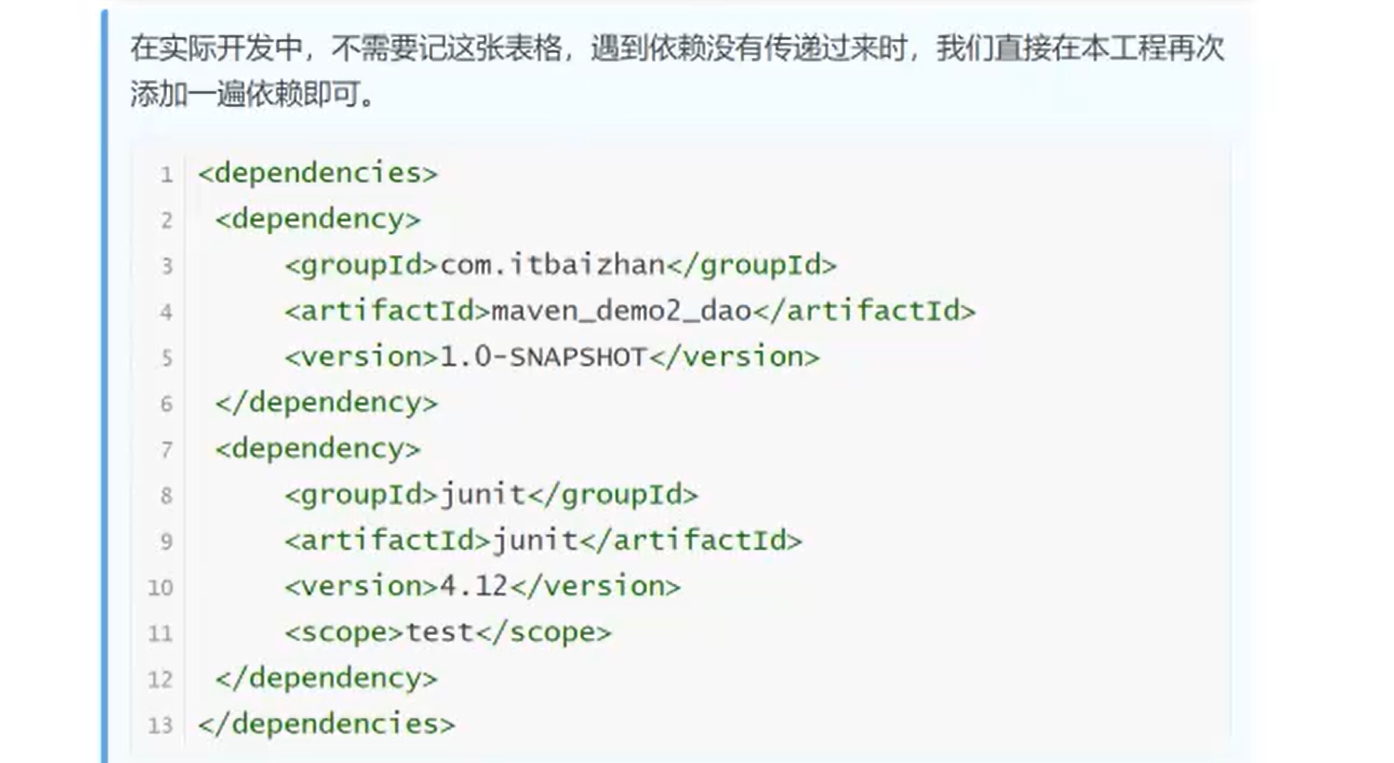 在实际开发中，不需要记这张表格，遇到依赖没有传递过来时，我们直接在本工程再次
添加一遍依赖即可。
1 <dependencies>
2 <dependency>
3 <groupId>com.itbaizhan</groupId>
4 <artifactId>maven_demo2_dao</artifactId>
5 <version>1.0-SNAPSHOT</version>
6 </dependency>
7 <dependency>
8 <groupId>junit</groupId>
9 <artifactId>junit</artifactId>
10 <version>4.12</version>
11 <scope>test</scope>
12 </dependency>
13 </dependencies>